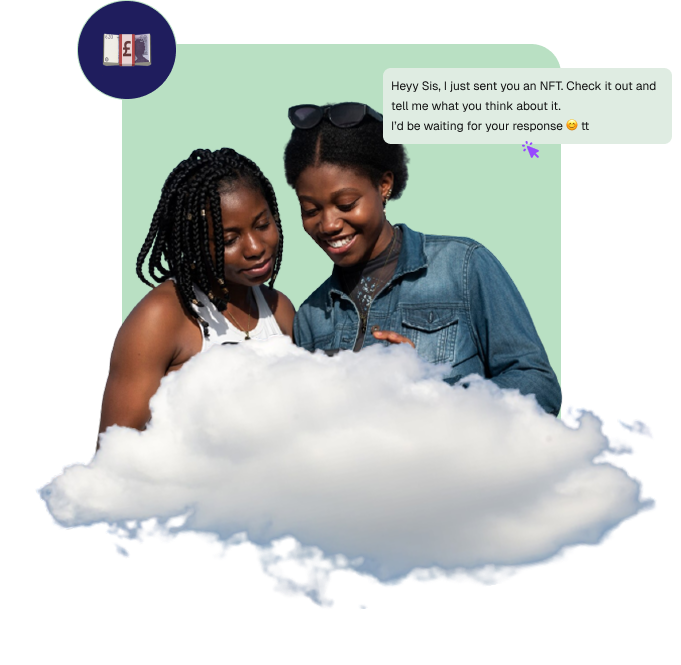 Heyy Sis, I just sent you an NFT. Check it out and
tell me what you think about it.
I'd be waiting for your response 😊 tt